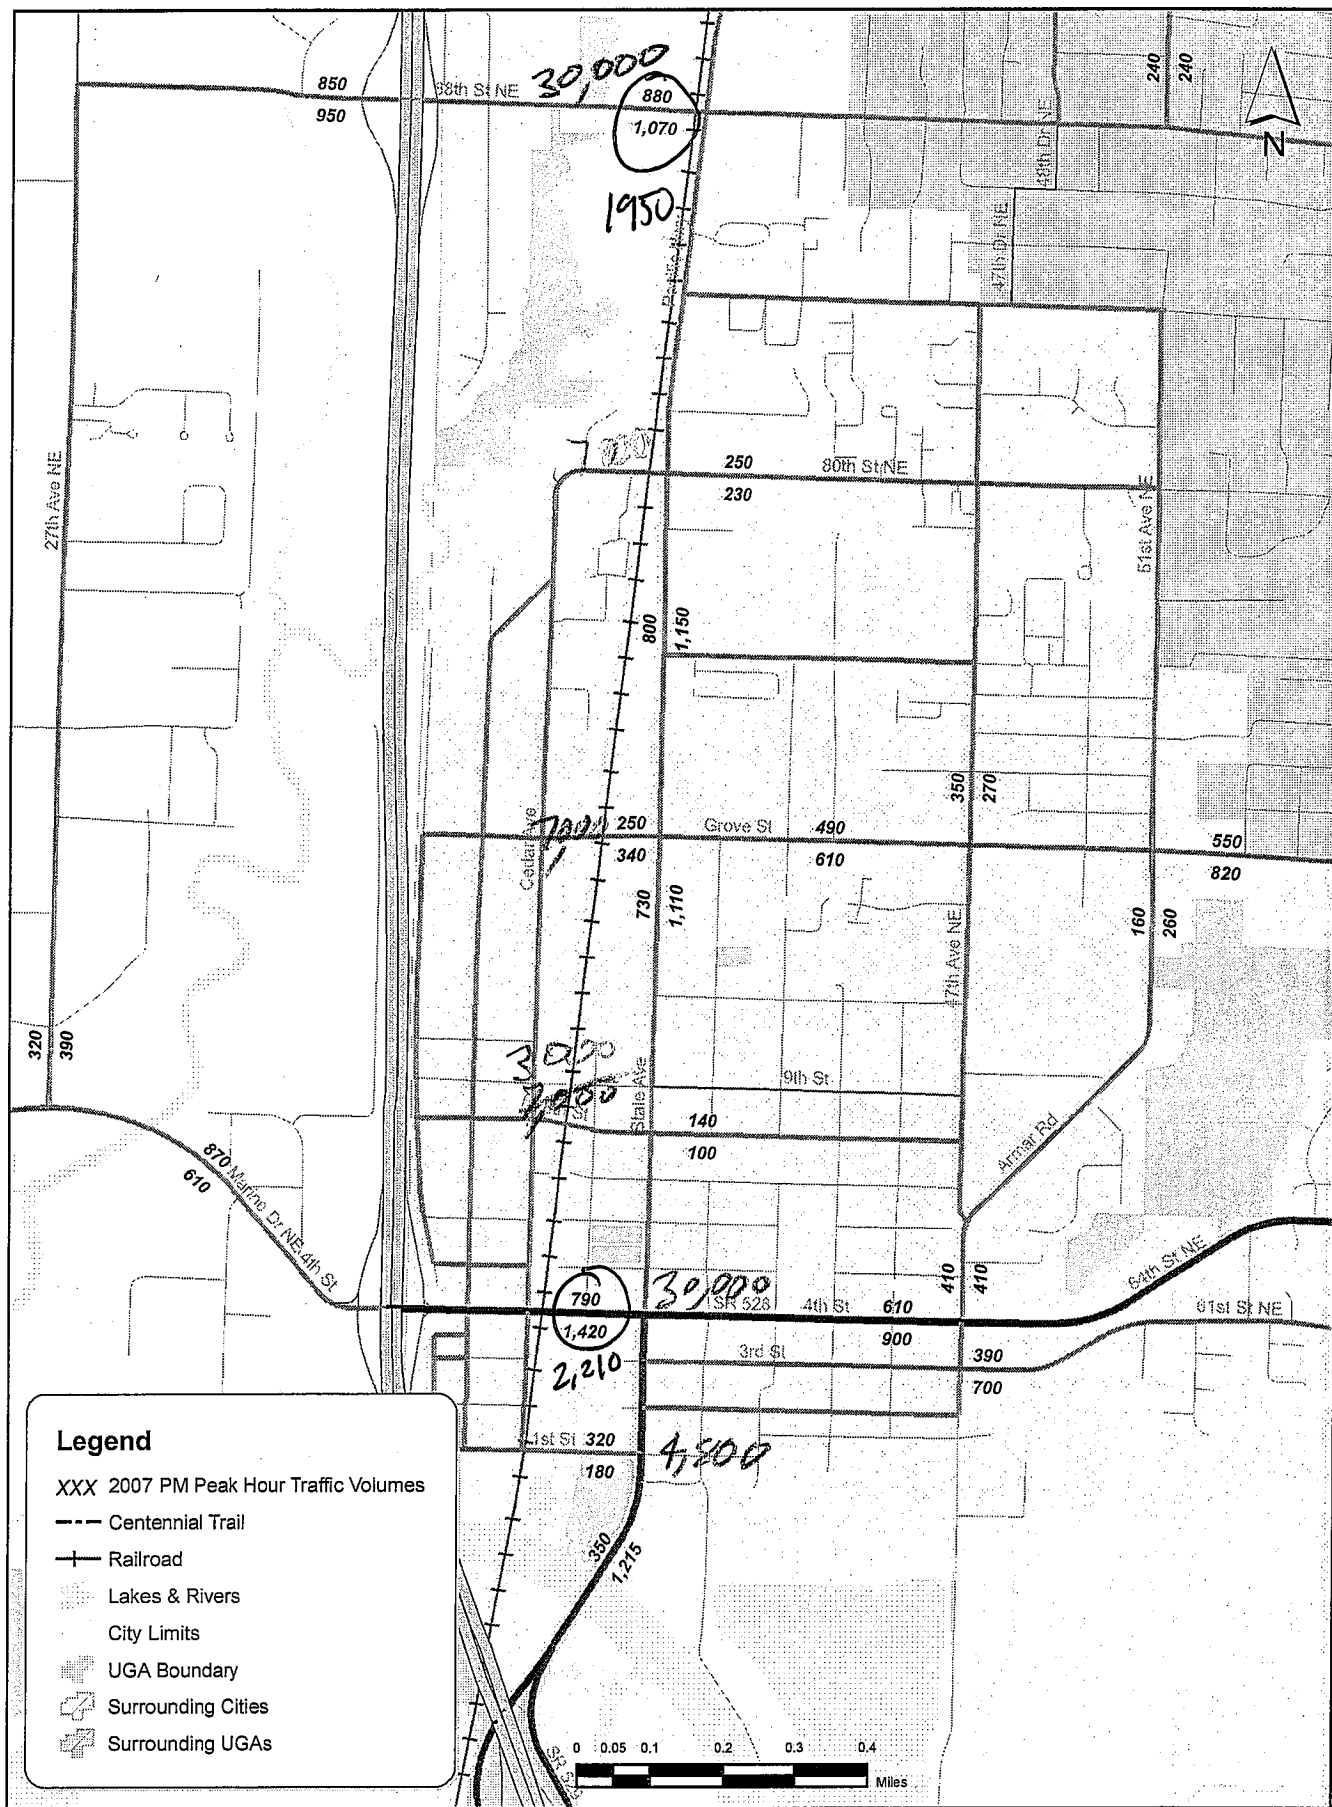 30,000
850
88th St NE
880
950
1,070
1950
240
240
N
48th Dr NE
47th Dr NE
250
80th St NE
230
27th Ave NE
51st Ave NE
800
1,150
350
270
Cedar Ave
7,000
250
Grove St
490
340
610
550
820
730
1,110
160
260
47th Ave NE
320
390
3,000
State Ave
9th St
140
100
Armar Rd
870
Marine Dr NE
4th St
610
410
410
64th St NE
790
30,000
SR 528
4th St
610
61st St NE
1,420
900
3rd St
390
2,210
700
1st St
320
4,800
180
350
1,215
Legend
XXX 2007 PM Peak Hour Traffic Volumes
Centennial Trail
Railroad
Lakes & Rivers
City Limits
UGA Boundary
Surrounding Cities
Surrounding UGAs
0 0.05 0.1 0.2 0.3 0.4
Miles